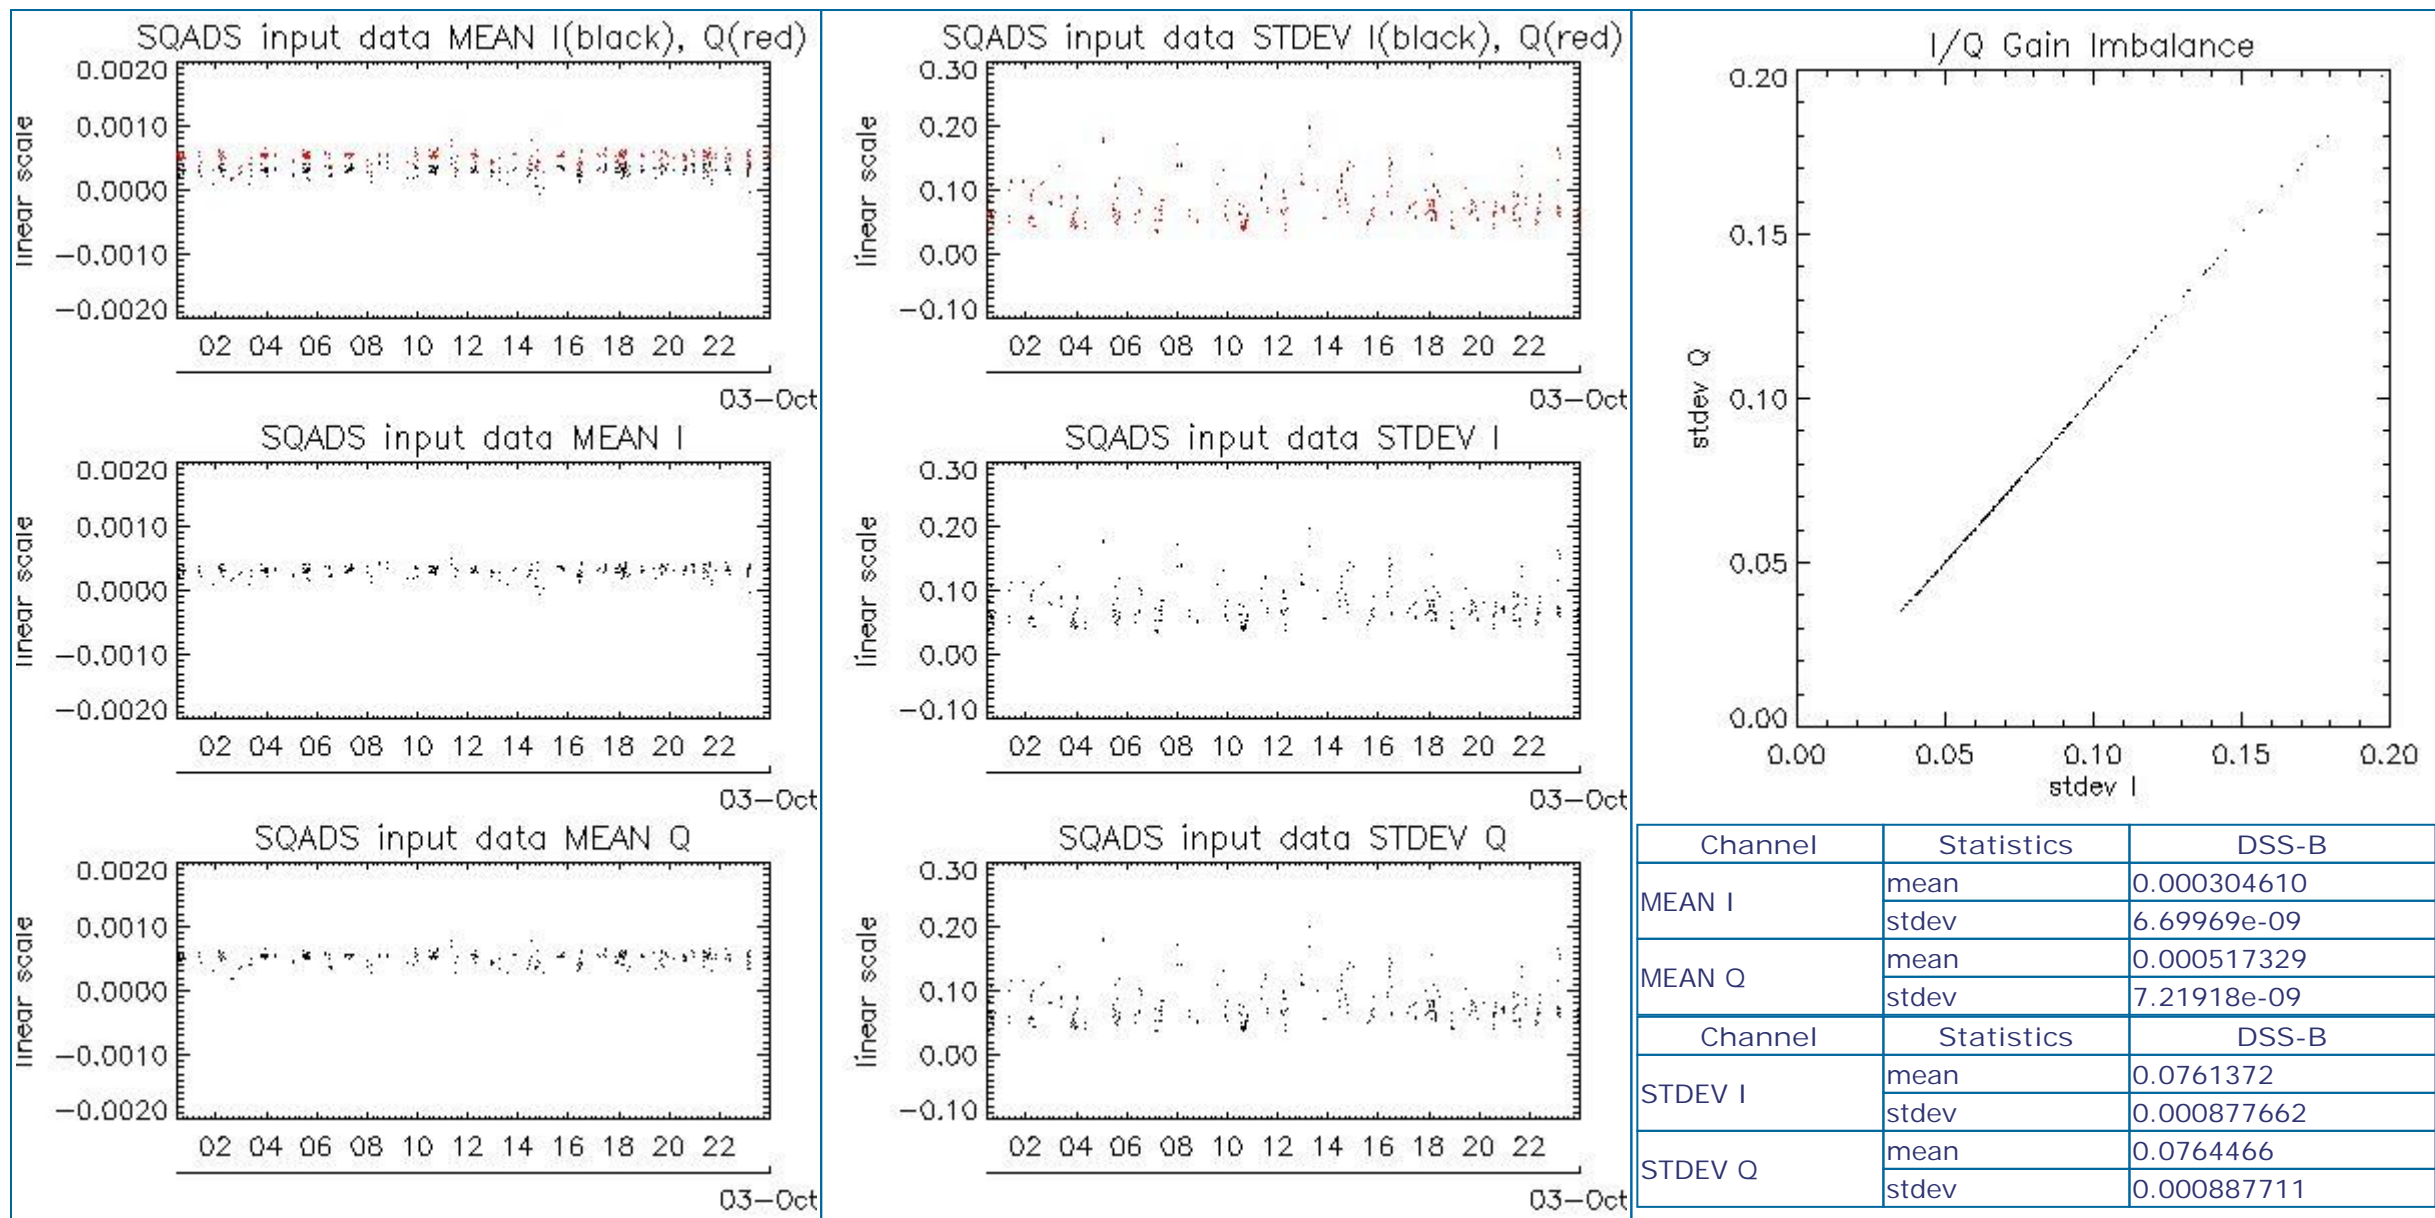 SQADS input data MEAN I(black), Q(red)
linear scale
0.0020
0.0010
0.0000
−0.0010
−0.0020
02 04 06 08 10 12 14 16 18 20 22
03−Oct
SQADS input data MEAN I
linear scale
0.0020
0.0010
0.0000
−0.0010
−0.0020
02 04 06 08 10 12 14 16 18 20 22
03−Oct
SQADS input data MEAN Q
linear scale
0.0020
0.0010
0.0000
−0.0010
−0.0020
02 04 06 08 10 12 14 16 18 20 22
03−Oct
SQADS input data STDEV I(black), Q(red)
linear scale
0.30
0.20
0.10
0.00
−0.10
02 04 06 08 10 12 14 16 18 20 22
03−Oct
SQADS input data STDEV I
linear scale
0.30
0.20
0.10
0.00
−0.10
02 04 06 08 10 12 14 16 18 20 22
03−Oct
SQADS input data STDEV Q
linear scale
0.30
0.20
0.10
0.00
−0.10
02 04 06 08 10 12 14 16 18 20 22
03−Oct
I/Q Gain Imbalance
stdev Q
0.20
0.15
0.10
0.05
0.00
0.00 0.05 0.10 0.15 0.20
stdev I
Channel Statistics DSS-B
MEAN I mean 0.000304610
stdev 6.69969e-09
MEAN Q mean 0.000517329
stdev 7.21918e-09
Channel Statistics DSS-B
STDEV I mean 0.0761372
stdev 0.000877662
STDEV Q mean 0.0764466
stdev 0.000887711